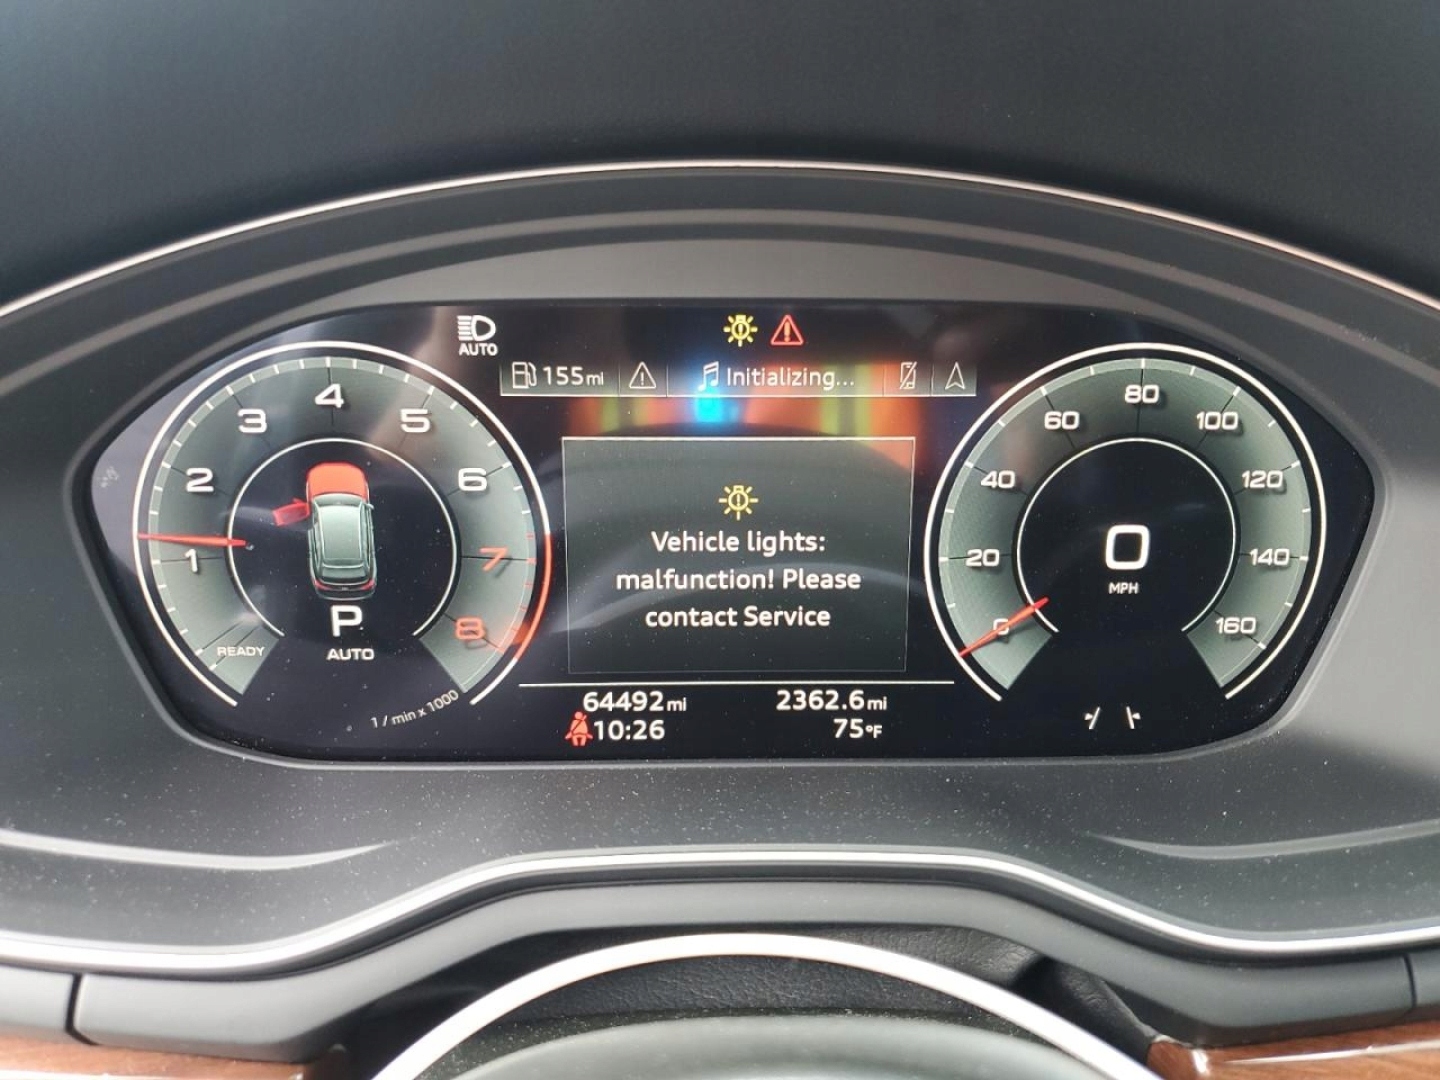 AUTO
155mi
Initializing...
1
2
3
4
5
6
7
8
READY
P
AUTO
1 / min x 1000
Vehicle lights:
malfunction! Please
contact Service
64492mi
2362.6mi
10:26
75°F
0
20
40
60
80
100
120
140
160
0
MPH